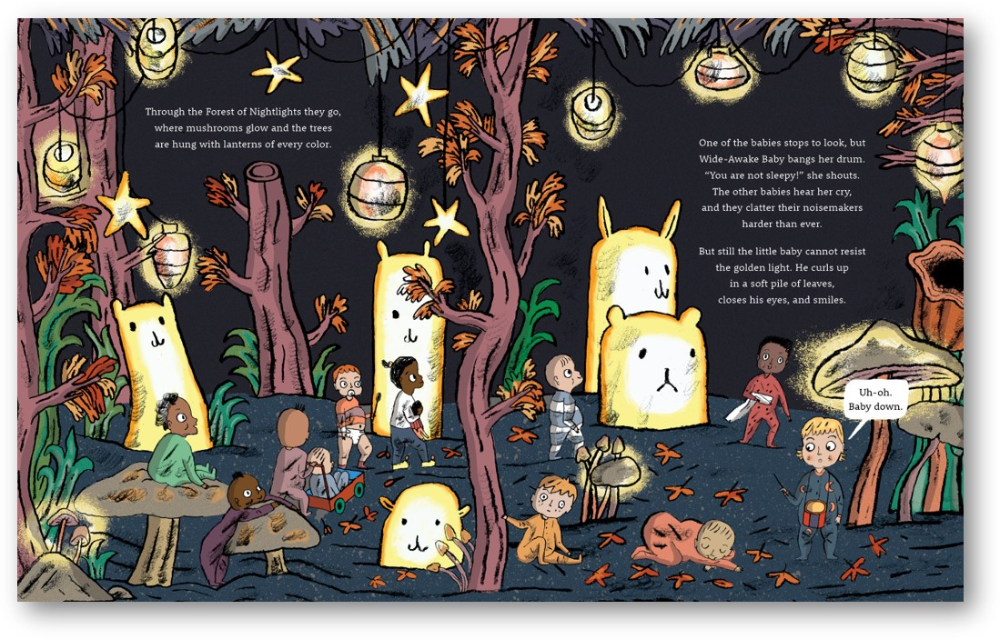 Through the Forest of Nightlights they go,
where mushrooms glow and the trees
are hung with lanterns of every color.
One of the babies stops to look, but
Wide-Awake Baby bangs her drum.
“You are not sleepy!” she shouts.
The other babies hear her cry,
and they clatter their noisemakers
harder than ever.
But still the little baby cannot resist
the golden light. He curls up
in a soft pile of leaves,
closes his eyes, and smiles.
Uh-oh.
Baby down.